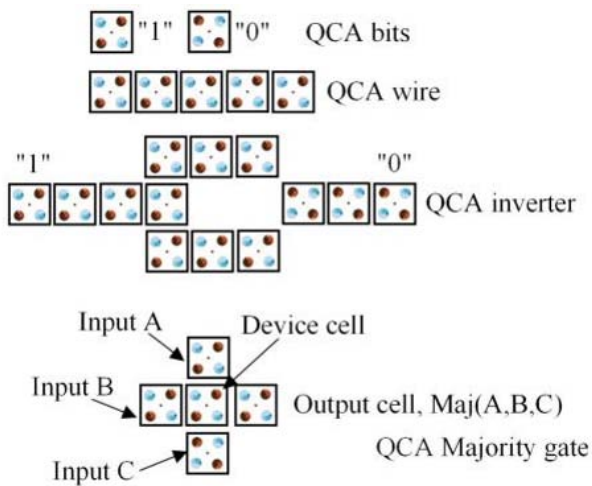 "1" "0" QCA bits
QCA wire
"1" "0"
QCA inverter
Input A Device cell
Input B
Output cell, Maj(A,B,C)
QCA Majority gate
Input C